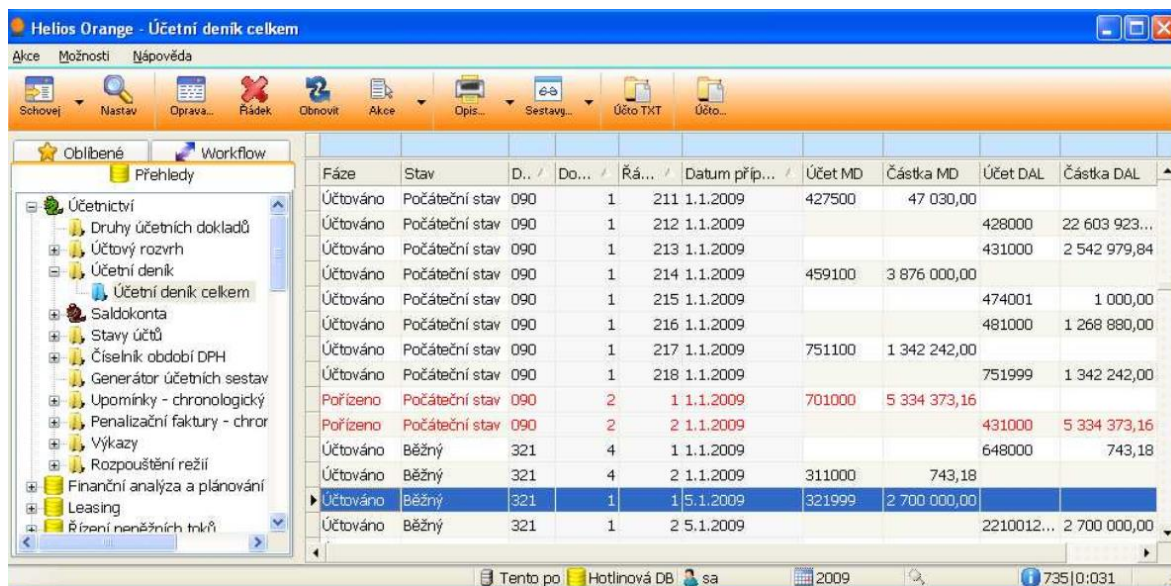 Helios Orange - Účetní deník celkem
Akce Možnosti Nápověda
Schovej Nastav Oprava... Řádek Obnovit Akce Opis... Sestavy... Účto TXT Účto...
Oblíbené Workflow
Přehledy
Účetnictví
Druhy účetních dokladů
Účtový rozvrh
Účetní deník
Účetní deník celkem
Saldokonta
Stavy účtů
Číselník období DPH
Generátor účetních sestav
Upomínky - chronologický
Penalizační faktury - chror
Výkazy
Rozpouštění režií
Finanční analýza a plánování
Leasing
Řízení peněžních toků
Fáze Stav D... Do... Řá... Datum příp... Účet MD Částka MD Účet DAL Částka DAL
Účtováno Počáteční stav 090 1 211 1.1.2009 427500 47 030,00
Účtováno Počáteční stav 090 1 212 1.1.2009 428000 22 603 923...
Účtováno Počáteční stav 090 1 213 1.1.2009 431000 2 542 979,84
Účtováno Počáteční stav 090 1 214 1.1.2009 459100 3 876 000,00
Účtováno Počáteční stav 090 1 215 1.1.2009 474001 1 000,00
Účtováno Počáteční stav 090 1 216 1.1.2009 481000 1 268 880,00
Účtováno Počáteční stav 090 1 217 1.1.2009 751100 1 342 242,00
Účtováno Počáteční stav 090 1 218 1.1.2009 751999 1 342 242,00
Pořízeno Počáteční stav 090 2 1 1.1.2009 701000 5 334 373,16
Pořízeno Počáteční stav 090 2 2 1.1.2009 431000 5 334 373,16
Účtováno Běžný 321 4 1 1.1.2009 648000 743,18
Účtováno Běžný 321 4 2 1.1.2009 311000 743,18
Účtováno Běžný 321 1 1 5.1.2009 321999 2 700 000,00
Účtováno Běžný 321 1 2 5.1.2009 2210012... 2 700 000,00
Tento po Hotlinová DB sa 2009 735|0:031